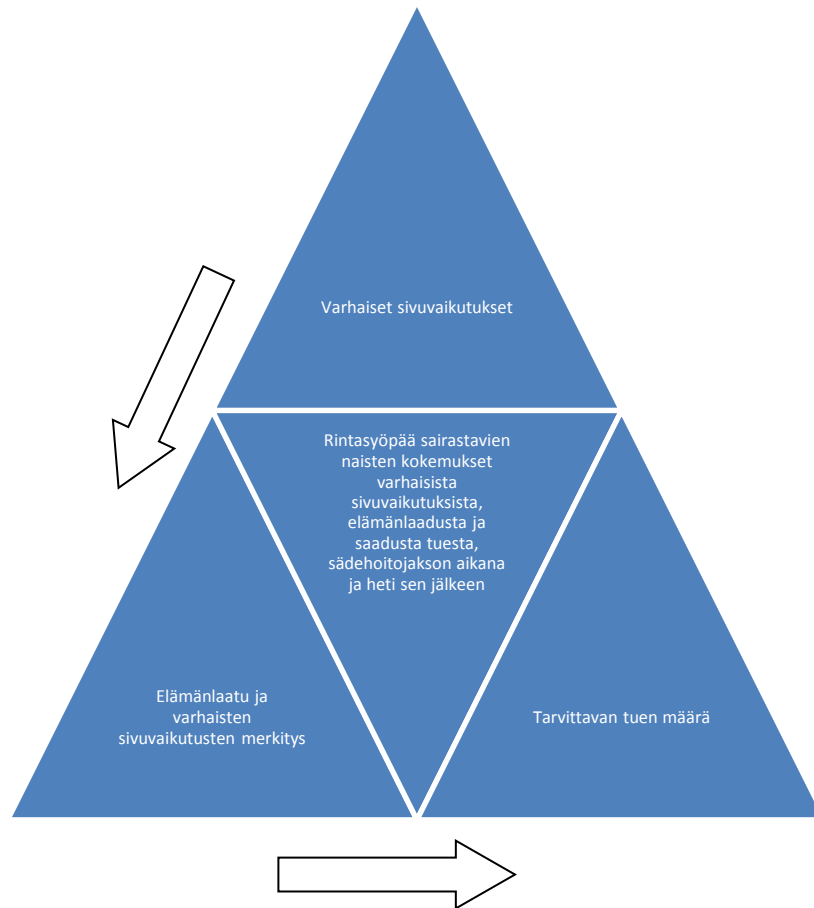 Varhaiset sivuvaikutukset
Rintasyöpää sairastavien
naisten kokemukset
varhaisista
sivuvaikutuksista,
elämänlaadusta ja
saadusta tuesta,
sädehoitojakson aikana
ja heti sen jälkeen
Elämänlaatu ja
varhaisten
sivuvaikutusten merkitys
Tarvittavan tuen määrä